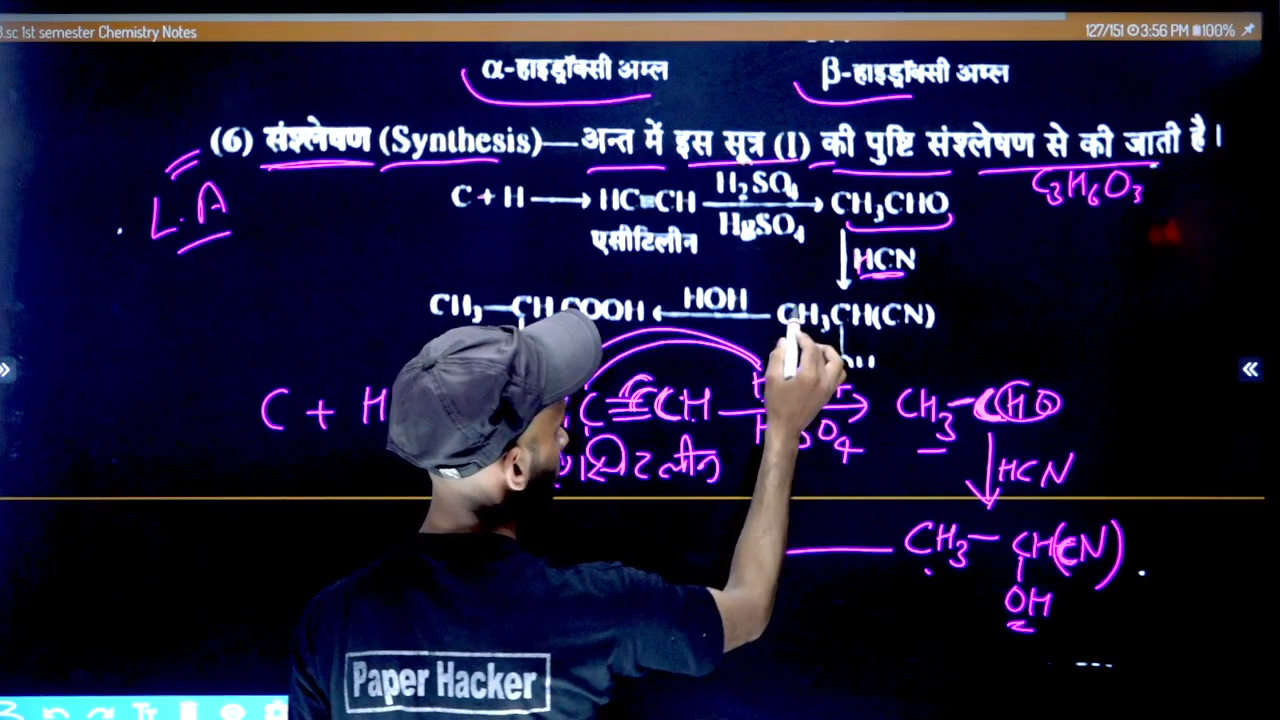 B.sc 1st semester Chemistry Notes 127/151 3:56 PM 100%
α-हाइड्रॉक्सी अम्ल β-हाइड्रॉक्सी अम्ल
(6) संश्लेषण (Synthesis)—अन्त में इस सूत्र (I) की पुष्टि संश्लेषण से की जाती है।
L.A
C3H6O3
C + H ⟶ HC≡CH H2SO4 HgSO4 ⟶ CH3CHO
एसीटिलीन
HCN
CH3—CH COOH ⟵ HOH CH3CH(CN)
C + H C≡CH ⟶ CH3-CHO
HCN
CH3- CH(CN)
OH
Paper Hacker